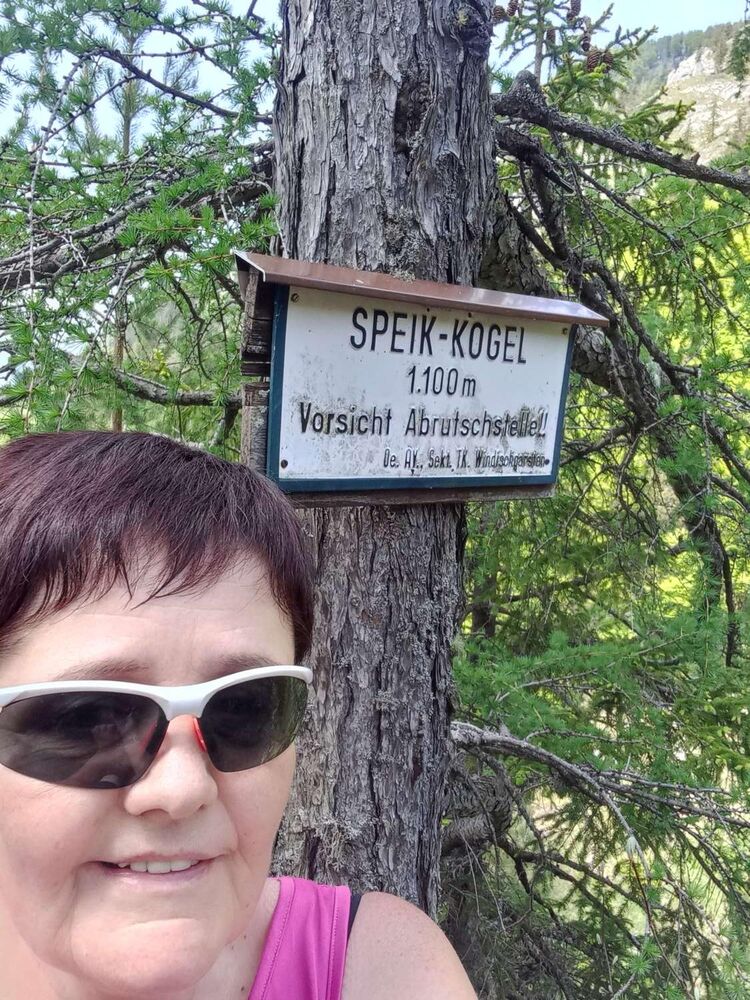 SPEIK-KOGEL
1.100 m
Vorsicht Abrutschstelle!!
Oe. AV., Sekt. TK. Windischgarsten